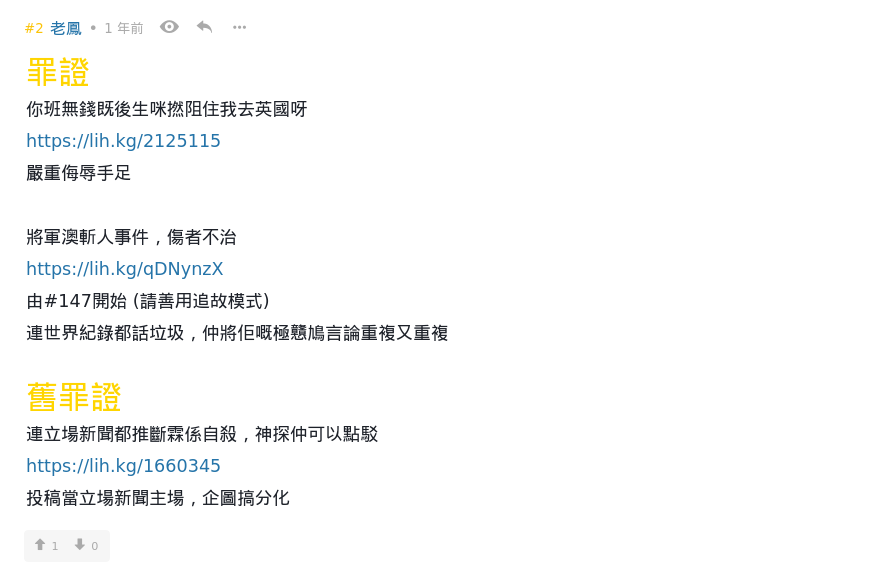 #2 老鳳 • 1 年前
罪證
你班無錢既後生咪撚阻住我去英國呀
https://lih.kg/2125115
嚴重侮辱手足
將軍澳斬人事件，傷者不治
https://lih.kg/qDNynzX
由#147開始 (請善用追故模式)
連世界紀錄都話垃圾，仲將佢嘅極戇鳩言論重複又重複
舊罪證
連立場新聞都推斷霖係自殺，神探仲可以點駁
https://lih.kg/1660345
投稿當立場新聞主場，企圖搞分化
1 0